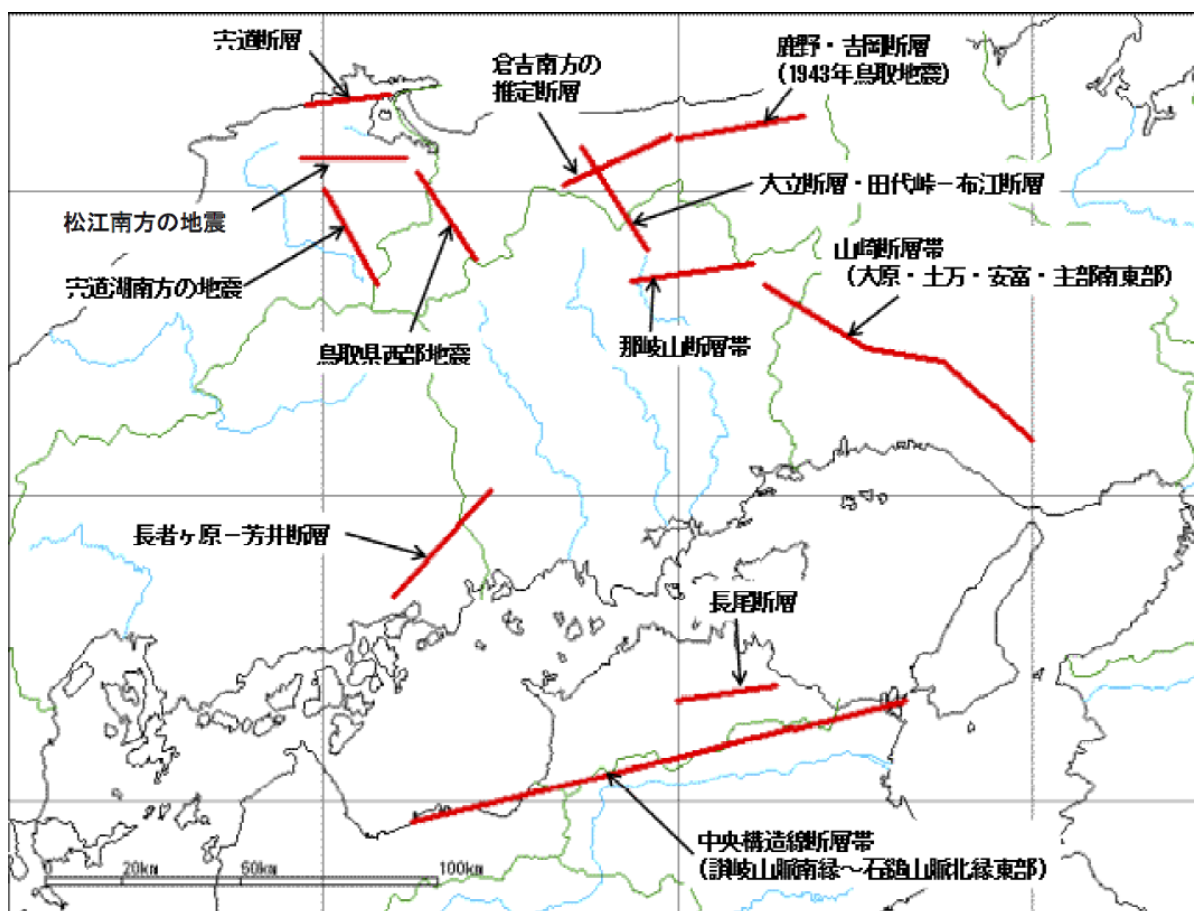 宍道断層
倉吉南方の
推定断層
鹿野・吉岡断層
(1943年鳥取地震)
大立断層・田代峠－布江断層
松江南方の地震
宍道湖南方の地震
鳥取県西部地震
山崎断層帯
(大原・土万・安富・主部南東部)
那岐山断層帯
長者ヶ原－芳井断層
長尾断層
中央構造線断層帯
(讃岐山脈南縁～石鎚山脈北縁東部)
0 20km 50km 100km